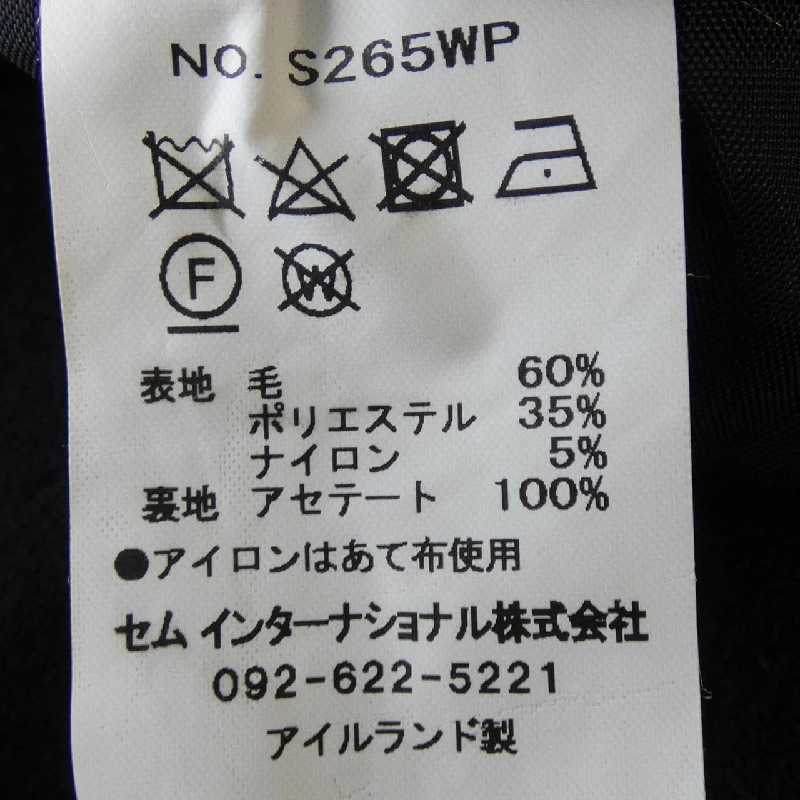 NO. S265WP
F W
表地 毛 60%
ポリエステル 35%
ナイロン 5%
裏地 アセテート 100%
●アイロンはあて布使用
セム インターナショナル株式会社
092-622-5221
アイルランド製